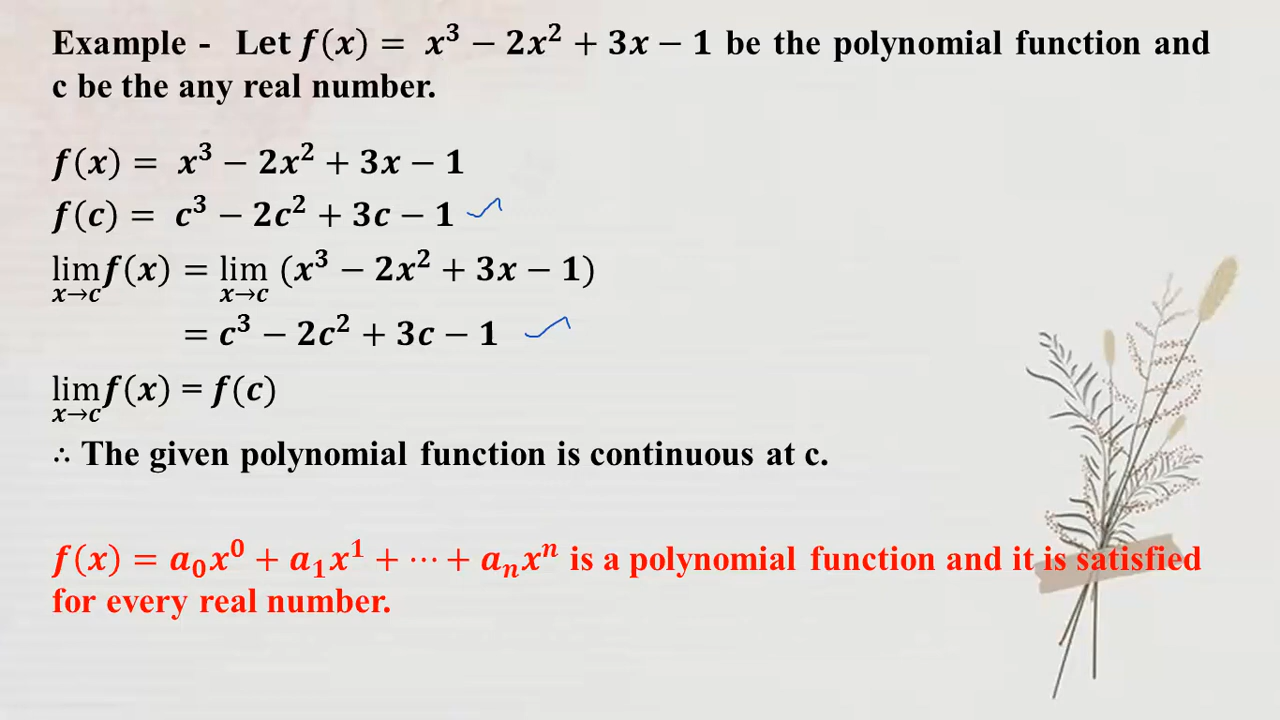 Example - Let f(x) = x³ − 2x² + 3x − 1 be the polynomial function and
c be the any real number.
f(x) = x³ − 2x² + 3x − 1
f(c) = c³ − 2c² + 3c − 1
lim x→c f(x) = lim x→c (x³ − 2x² + 3x − 1)
= c³ − 2c² + 3c − 1
lim x→c f(x) = f(c)
∴ The given polynomial function is continuous at c.
f(x) = a₀x⁰ + a₁x¹ + ⋯ + aₙxⁿ is a polynomial function and it is satisfied
for every real number.